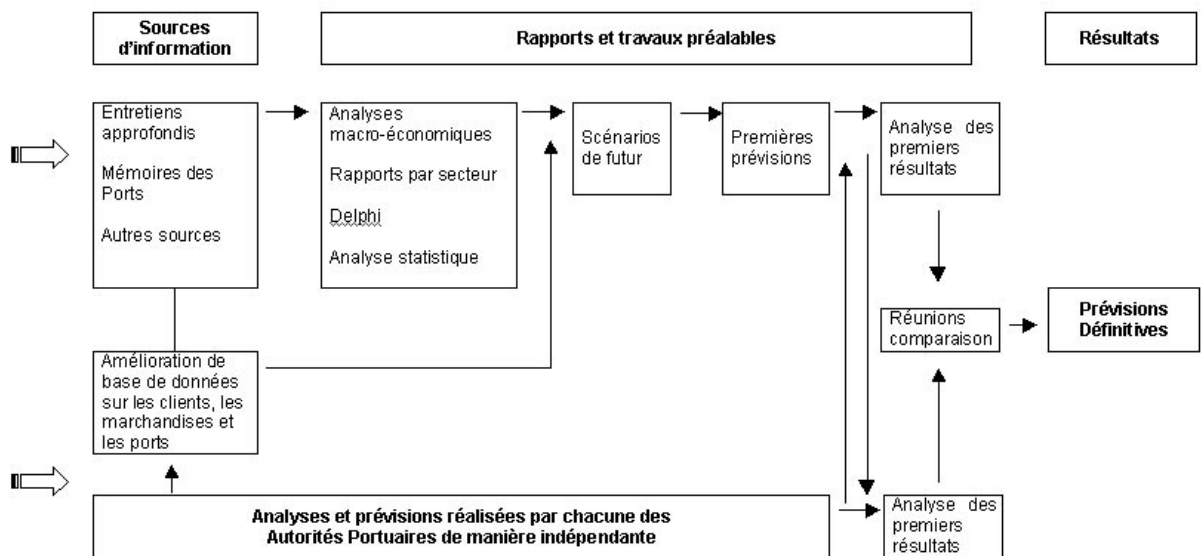 Sources
d'information
Rapports et travaux préalables
Résultats
Entretiens
approfondis
Mémoires des
Ports
Autres sources
Analyses
macro-économiques
Rapports par secteur
Delphi
Analyse statistique
Scénarios
de futur
Premières
prévisions
Analyse des
premiers
résultats
Réunions
comparaison
Prévisions
Définitives
Amélioration de
base de données
sur les clients, les
marchandises et
les ports
Analyses et prévisions réalisées par chacune des
Autorités Portuaires de manière indépendante
Analyse des
premiers
résultats